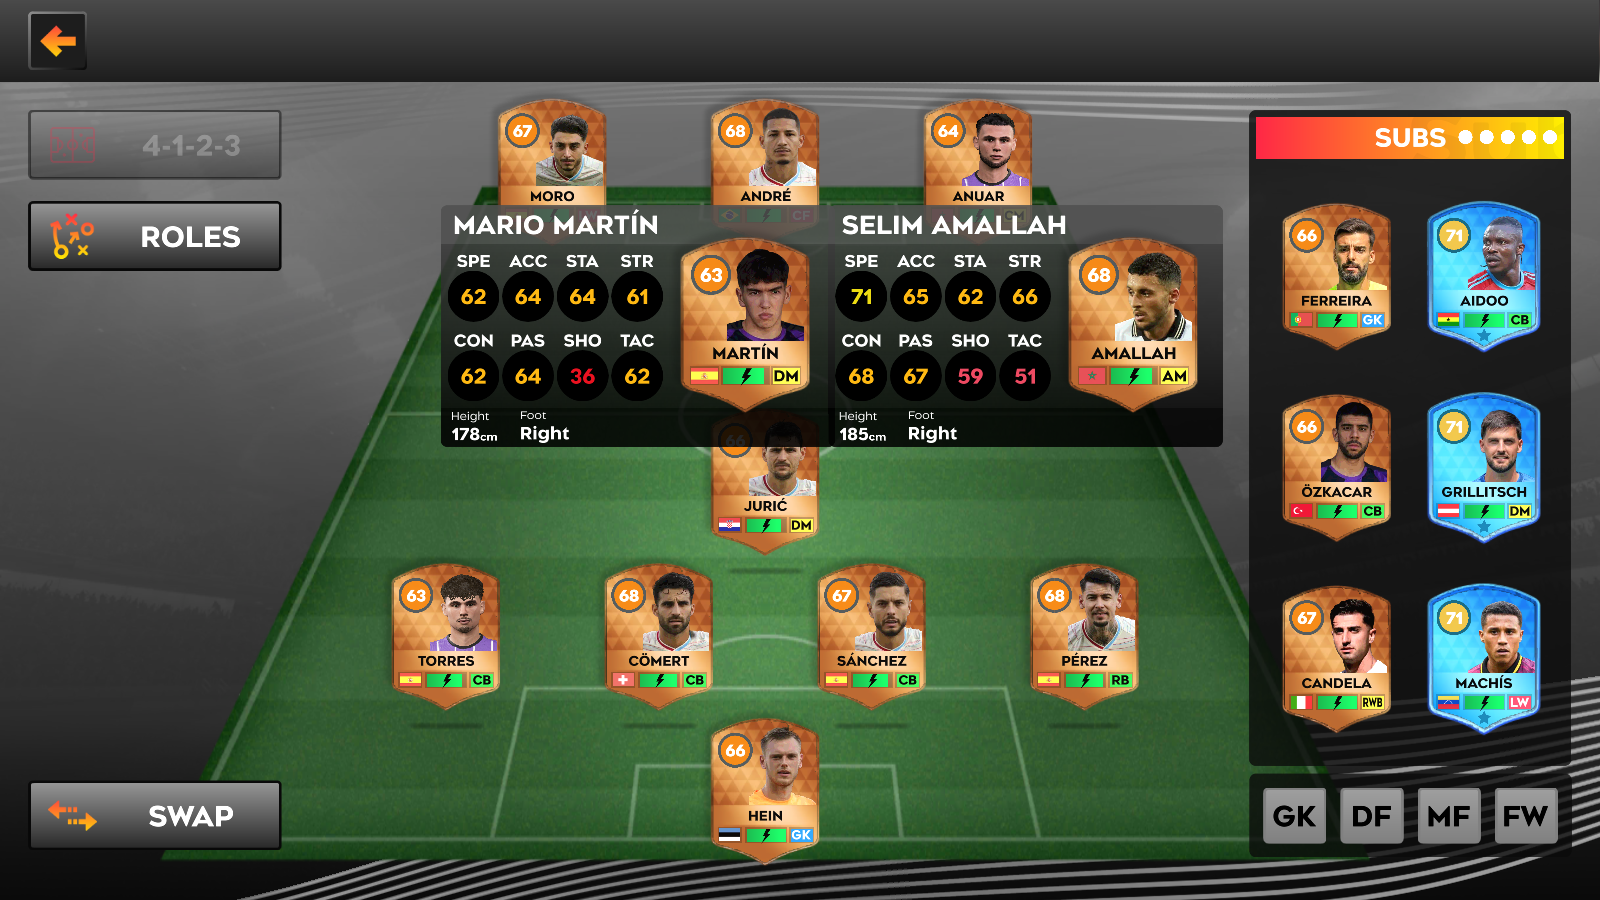 4-1-2-3
ROLES
SWAP
67
MORO
68
ANDRÉ
CF
64
ANUAR
MARIO MARTÍN
SPE ACC STA STR
62 64 64 61
CON PAS SHO TAC
62 64 36 62
Height Foot
178cm Right
63
MARTÍN
DM
SELIM AMALLAH
SPE ACC STA STR
71 65 62 66
CON PAS SHO TAC
68 67 59 51
Height Foot
185cm Right
68
AMALLAH
AM
66
JURIĆ
DM
63
TORRES
CB
68
CÖMERT
CB
67
SÁNCHEZ
CB
68
PÉREZ
RB
66
HEIN
GK
SUBS
66
FERREIRA
GK
71
AIDOO
CB
66
ÖZKACAR
CB
71
GRILLITSCH
DM
67
CANDELA
RWB
71
MACHÍS
LW
GK DF MF FW